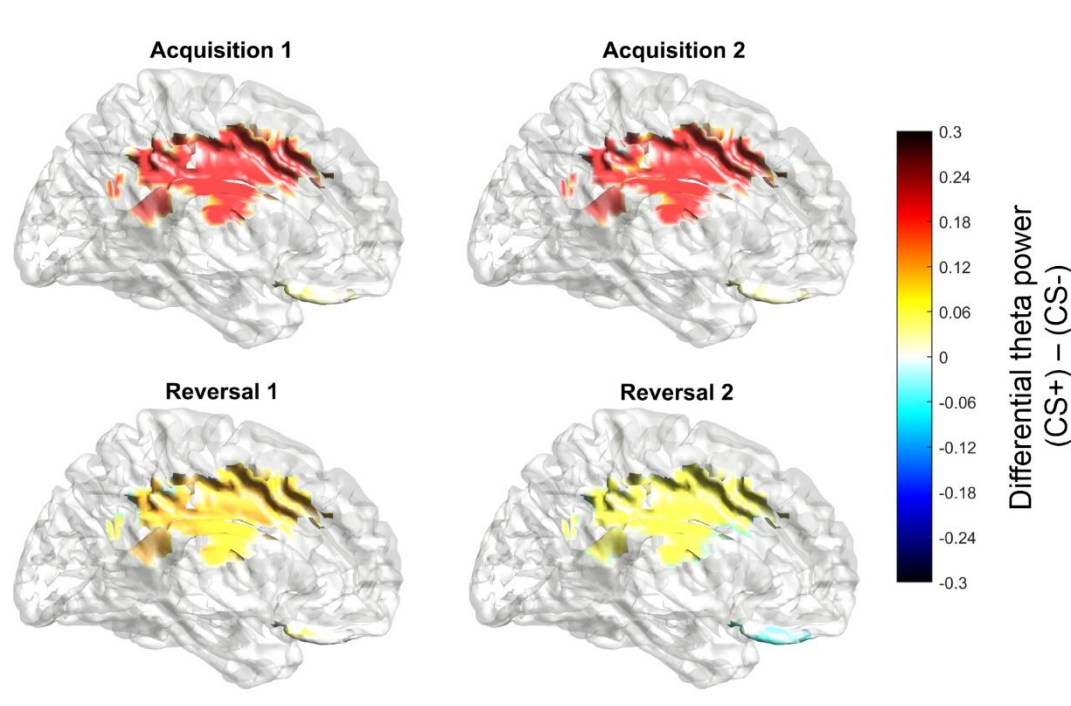 Acquisition 1
Acquisition 2
Reversal 1
Reversal 2
0.3
0.24
0.18
0.12
0.06
0
-0.06
-0.12
-0.18
-0.24
-0.3
Differential theta power
(CS+) – (CS-)